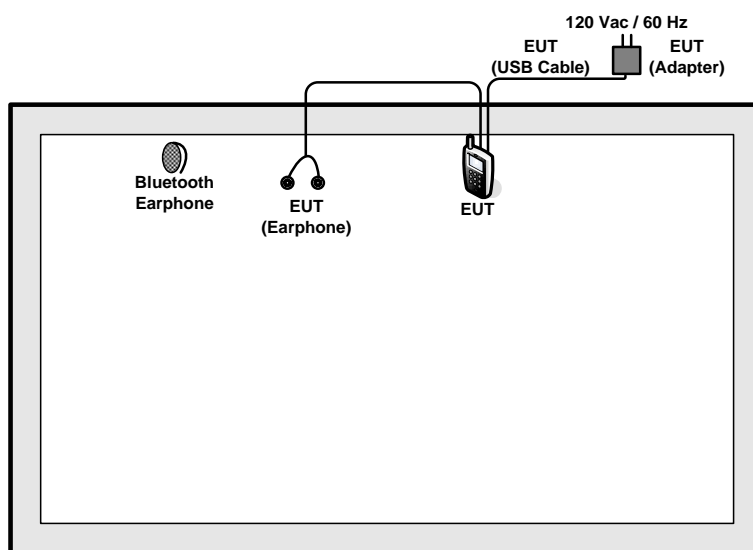 120 Vac / 60 Hz
EUT
(USB Cable)
EUT
(Adapter)
Bluetooth
Earphone
EUT
(Earphone)
EUT